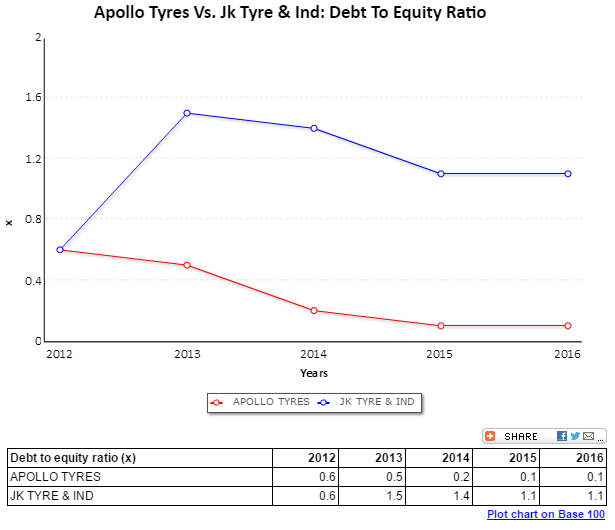 Apollo Tyres Vs. Jk Tyre & Ind: Debt To Equity Ratio
2
1.6
1.2
0.8
0.4
0
x
2012 2013 2014 2015 2016
Years
APOLLO TYRES JK TYRE & IND
SHARE ...
Debt to equity ratio (x) 2012 2013 2014 2015 2016
APOLLO TYRES 0.6 0.5 0.2 0.1 0.1
JK TYRE & IND 0.6 1.5 1.4 1.1 1.1
Plot chart on Base 100